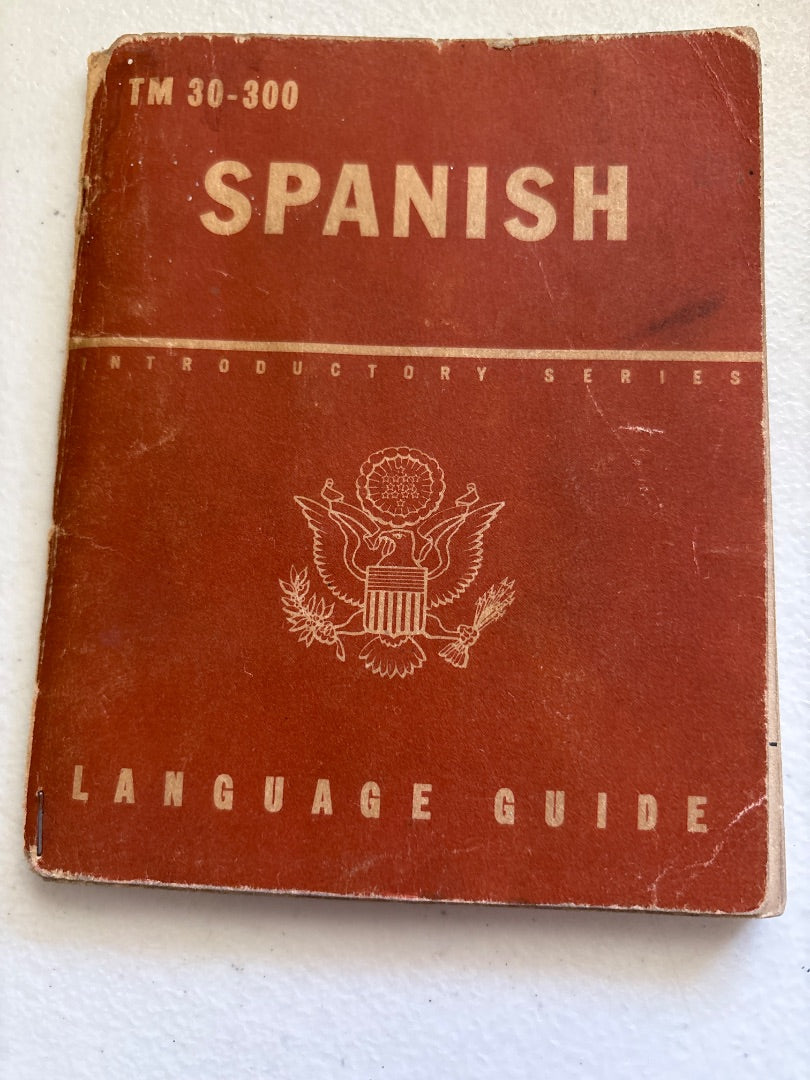 TM 30-300
SPANISH
INTRODUCTORY SERIES
LANGUAGE GUIDE